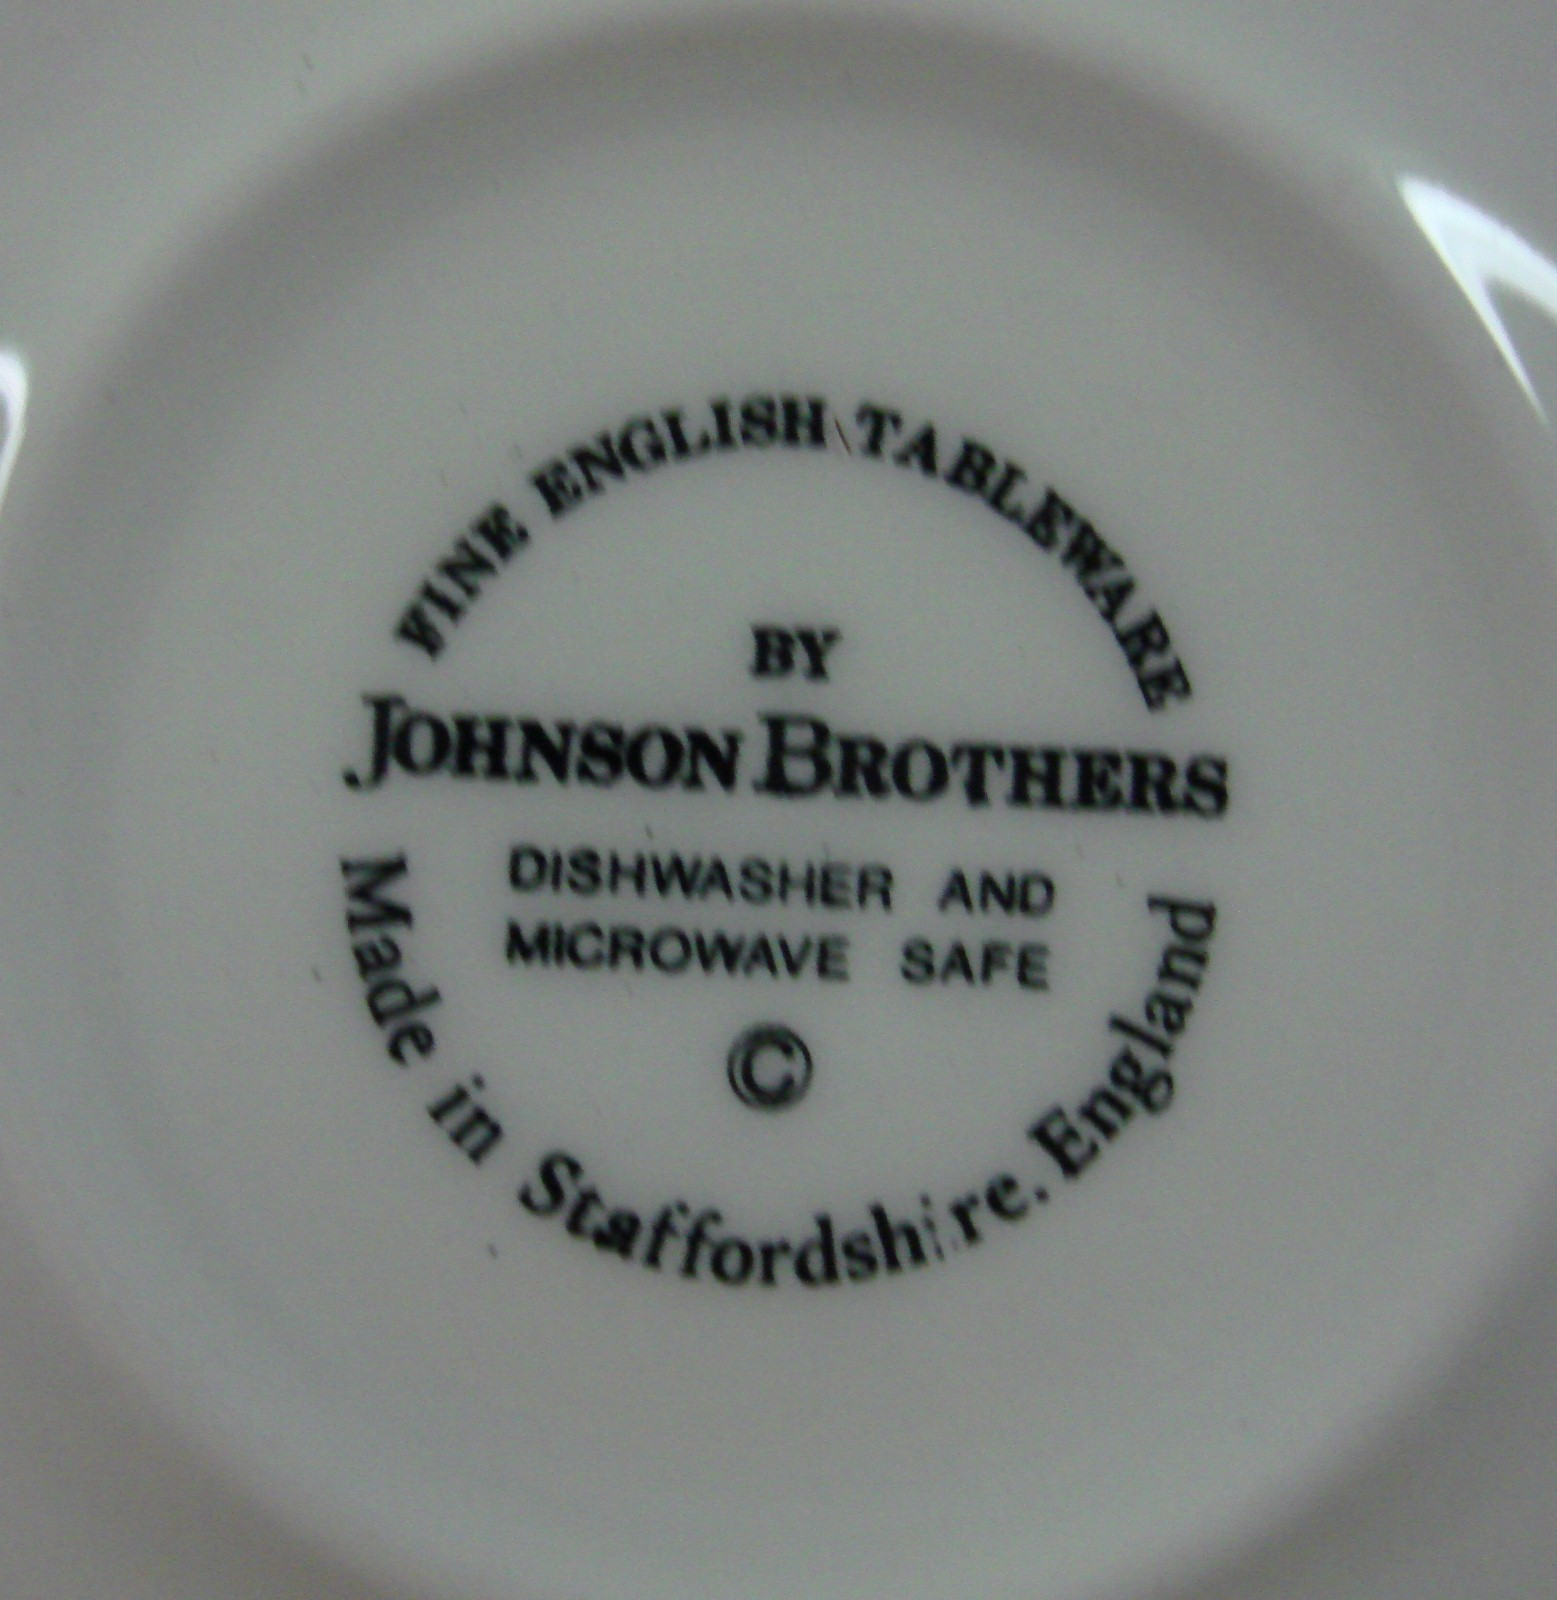 FINE ENGLISH TABLEWARE
BY
JOHNSON BROTHERS
DISHWASHER AND
MICROWAVE SAFE
©
Made in Staffordshire. England